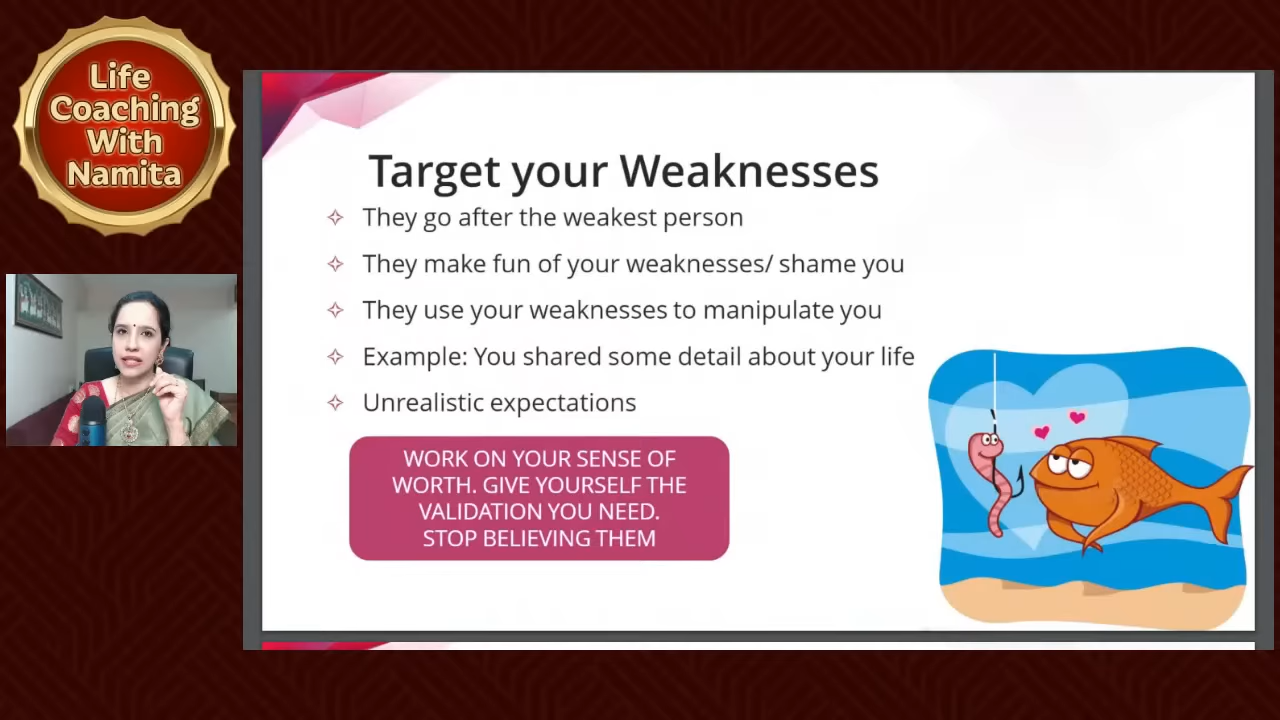 Life
Coaching
With
Namita
Target your Weaknesses
They go after the weakest person
They make fun of your weaknesses/ shame you
They use your weaknesses to manipulate you
Example: You shared some detail about your life
Unrealistic expectations
WORK ON YOUR SENSE OF
WORTH. GIVE YOURSELF THE
VALIDATION YOU NEED.
STOP BELIEVING THEM